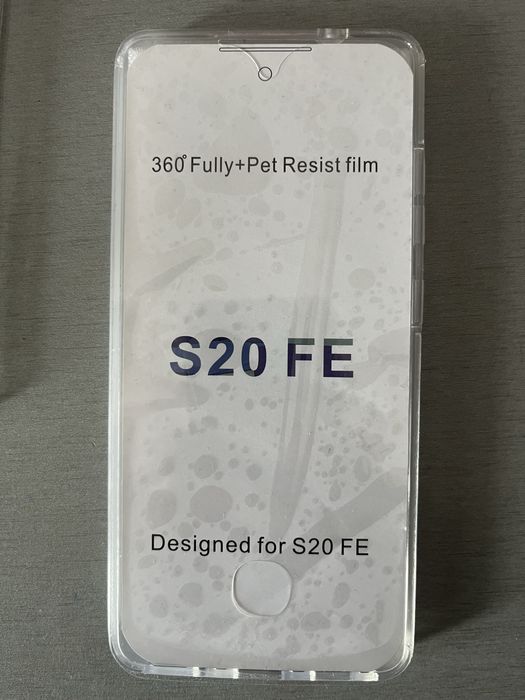 360° Fully+Pet Resist film
S20 FE
Designed for S20 FE